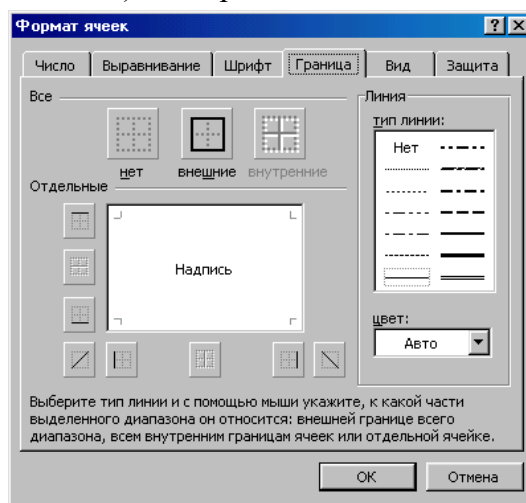 Формат ячеек
Число Выравнивание Шрифт Граница Вид Защита
Все
Линия
тип линии:
Нет
нет внешние внутренние
Отдельные
Надпись
цвет:
Авто
Выберите тип линии и с помощью мыши укажите, к какой части
выделенного диапазона он относится: внешней границе всего
диапазона, всем внутренним границам ячеек или отдельной ячейке.
ОК Отмена